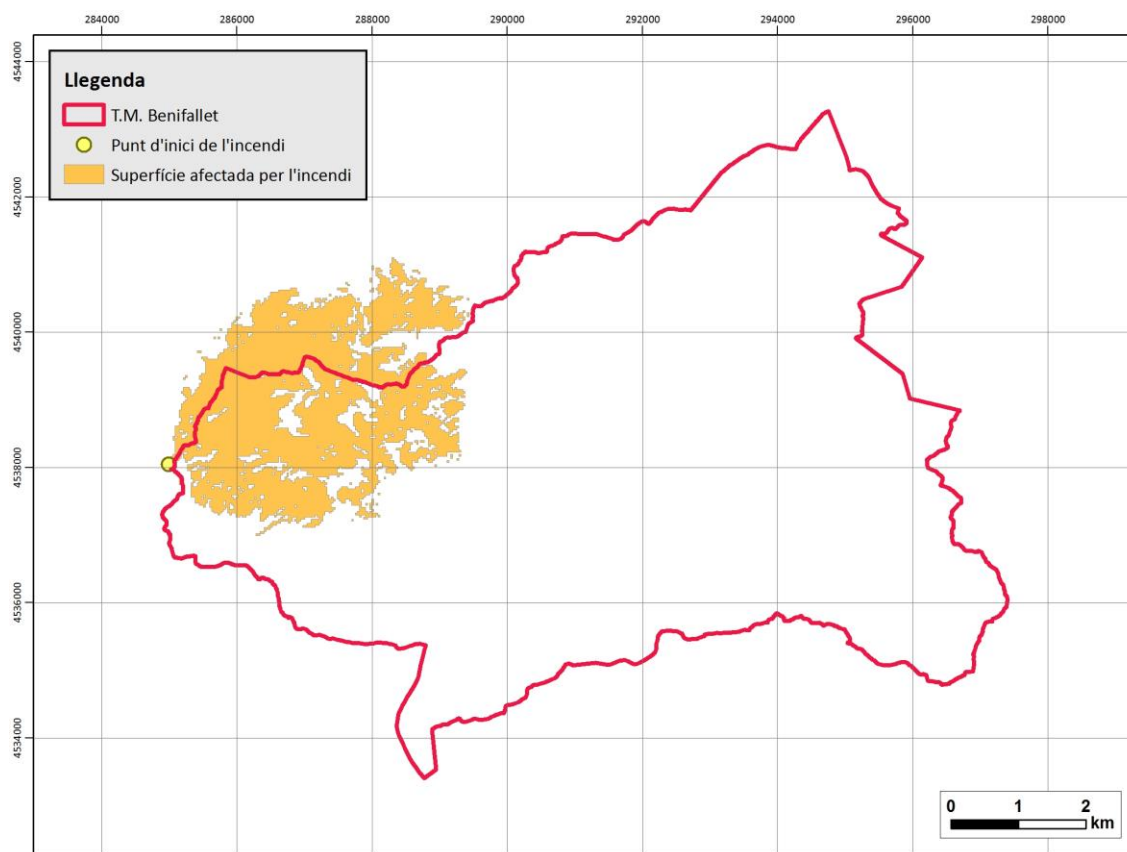 284000 286000 288000 290000 292000 294000 296000 298000
4544000
4542000
4540000
4538000
4536000
4534000
Llegenda
T.M. Benifallet
Punt d'inici de l'incendi
Superfície afectada per l'incendi
0 1 2
km